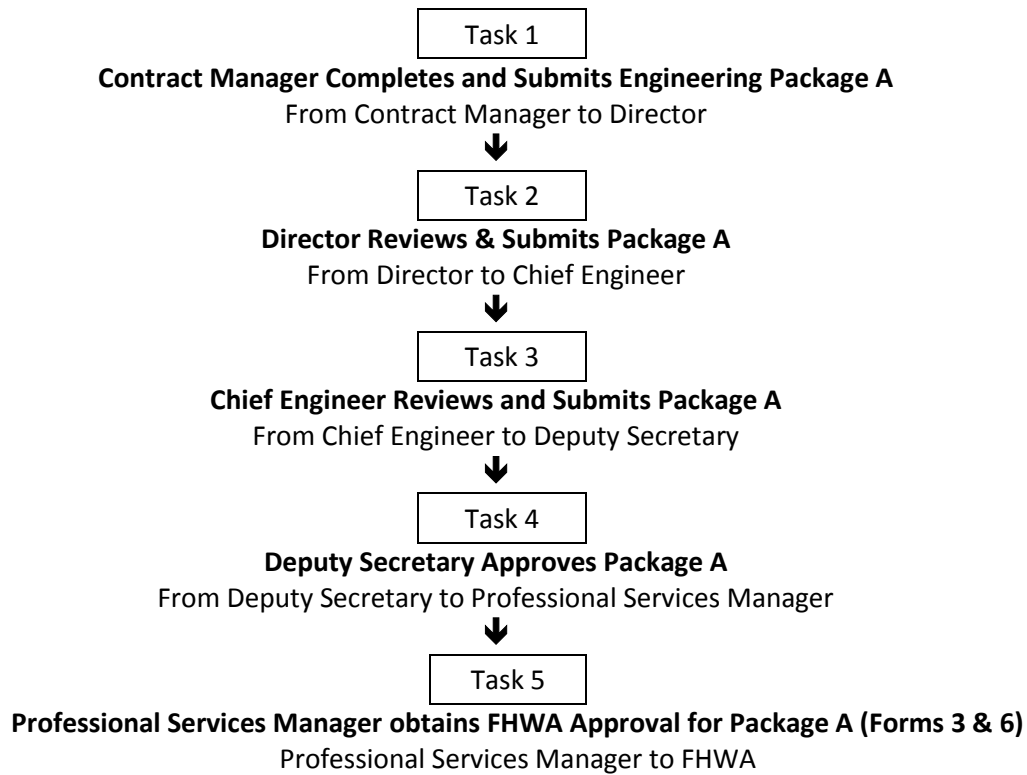 Task 1
Contract Manager Completes and Submits Engineering Package A
From Contract Manager to Director
Task 2
Director Reviews & Submits Package A
From Director to Chief Engineer
Task 3
Chief Engineer Reviews and Submits Package A
From Chief Engineer to Deputy Secretary
Task 4
Deputy Secretary Approves Package A
From Deputy Secretary to Professional Services Manager
Task 5
Professional Services Manager obtains FHWA Approval for Package A (Forms 3 & 6)
Professional Services Manager to FHWA